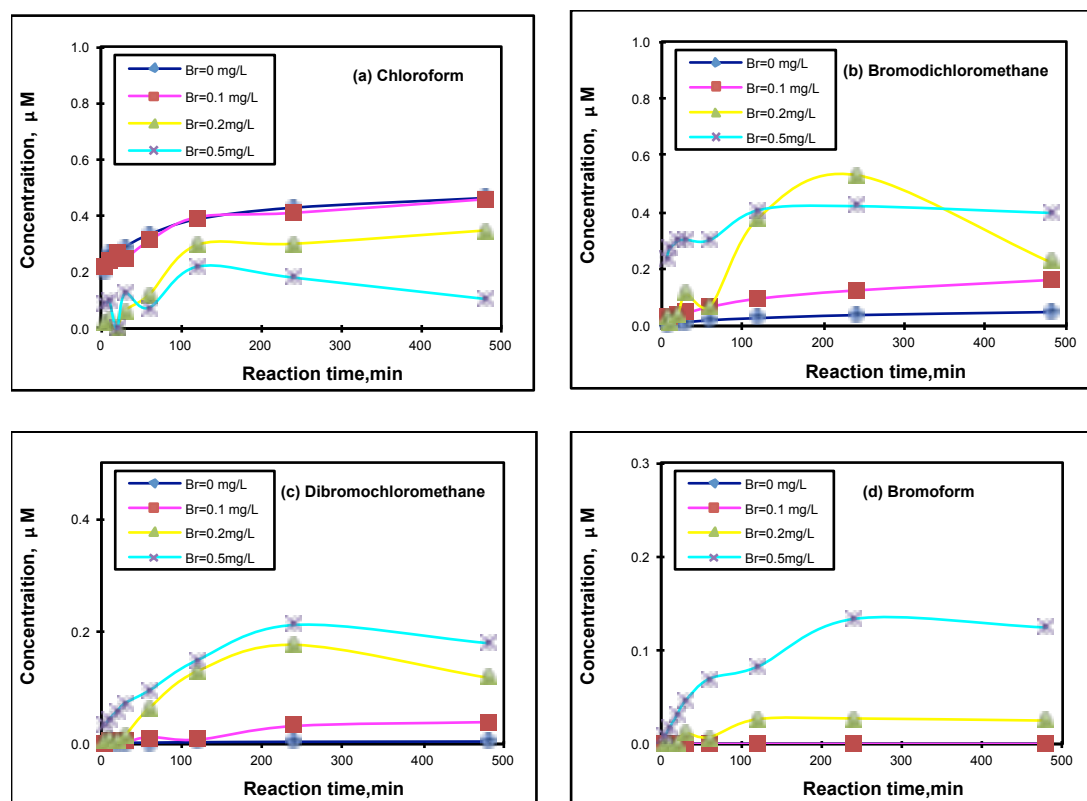 (a) Chloroform
Br=0 mg/L
Br=0.1 mg/L
Br=0.2mg/L
Br=0.5mg/L
Concentraition, μ M
1.0
0.8
0.6
0.4
0.2
0.0
0 100 200 300 400 500
Reaction time,min
(b) Bromodichloromethane
Br=0 mg/L
Br=0.1 mg/L
Br=0.2mg/L
Br=0.5mg/L
Concentraition, μ M
1.0
0.8
0.6
0.4
0.2
0.0
0 100 200 300 400 500
Reaction time,min
(c) Dibromochloromethane
Br=0 mg/L
Br=0.1 mg/L
Br=0.2mg/L
Br=0.5mg/L
Concentraition, μ M
0.4
0.2
0.0
0 100 200 300 400 500
Reaction time,min
(d) Bromoform
Br=0 mg/L
Br=0.1 mg/L
Br=0.2mg/L
Br=0.5mg/L
Concentraition, μ M
0.3
0.2
0.1
0.0
0 100 200 300 400 500
Reaction time,min